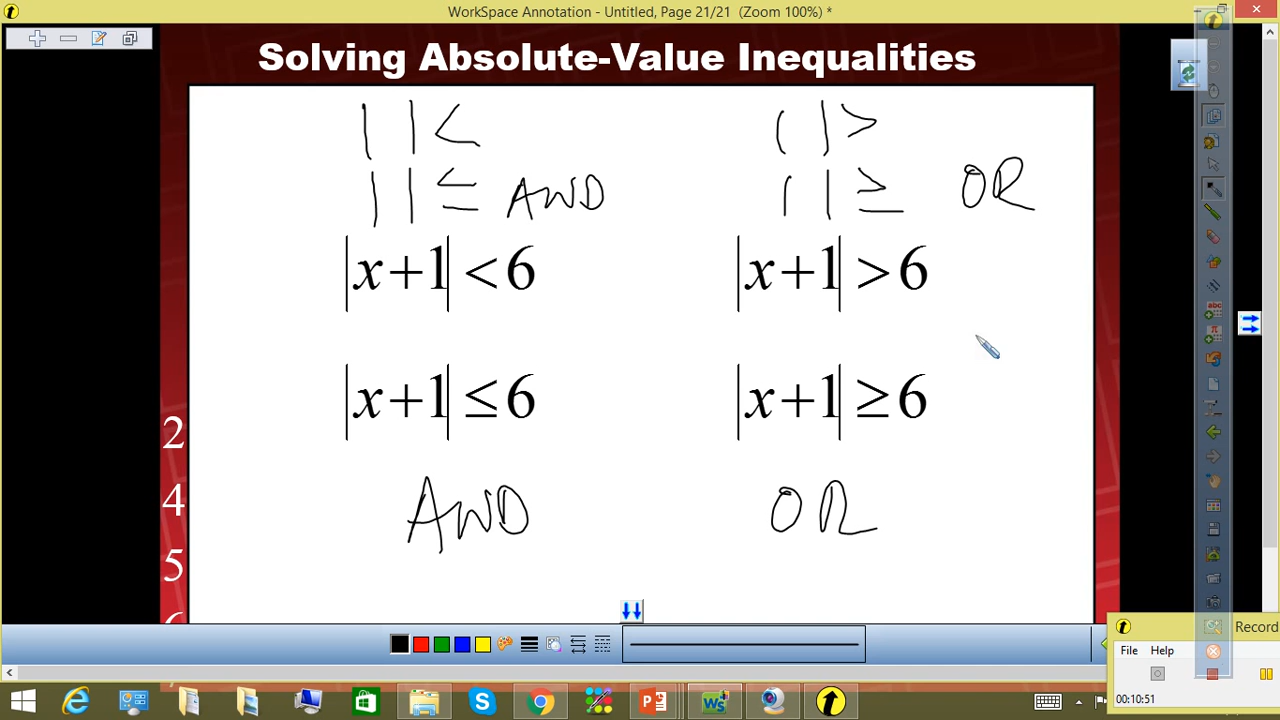 WorkSpace Annotation - Untitled, Page 21/21 (Zoom 100%) *
Solving Absolute-Value Inequalities
| | < | | >
| | ≤ AND | | ≥ OR
|x+1| < 6 |x+1| > 6
|x+1| ≤ 6 |x+1| ≥ 6
2
4
AND OR
5
Record
File Help
00:10:51